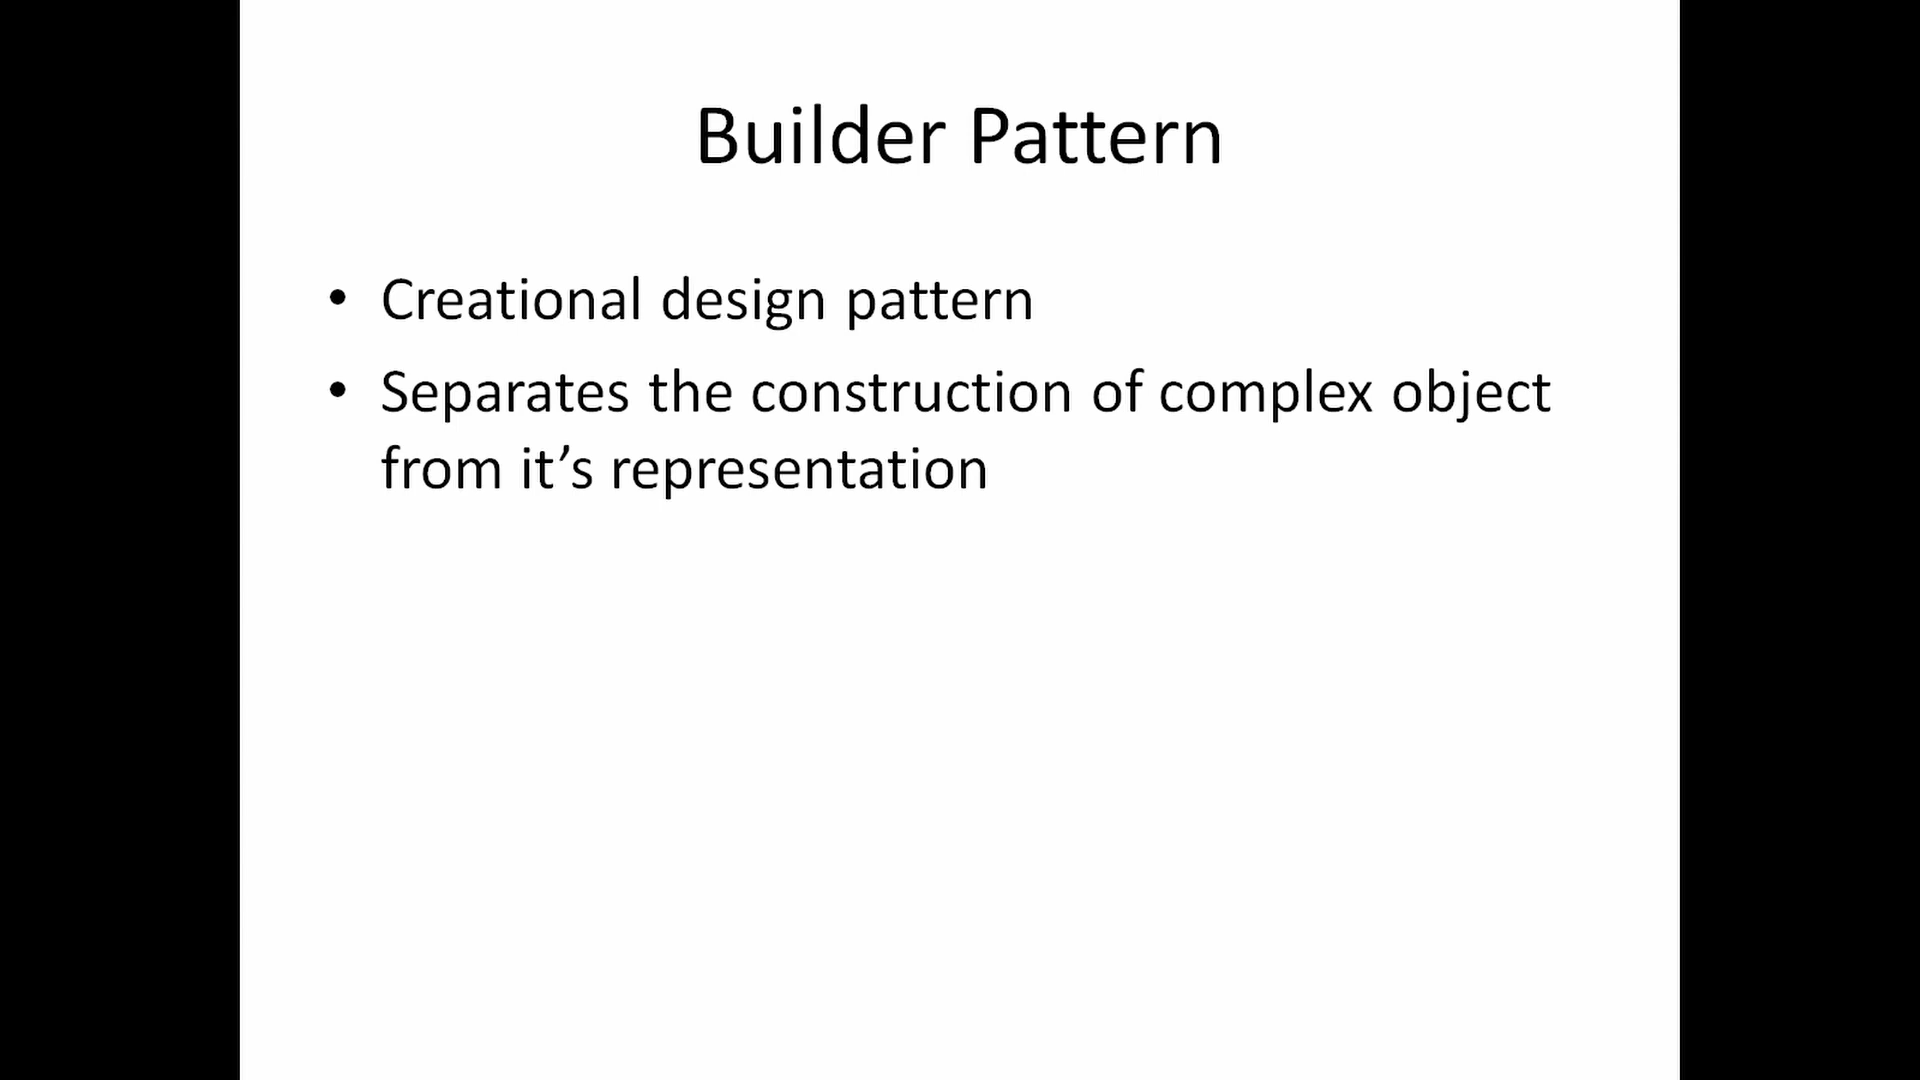 Builder Pattern
• Creational design pattern
• Separates the construction of complex object
from it’s representation